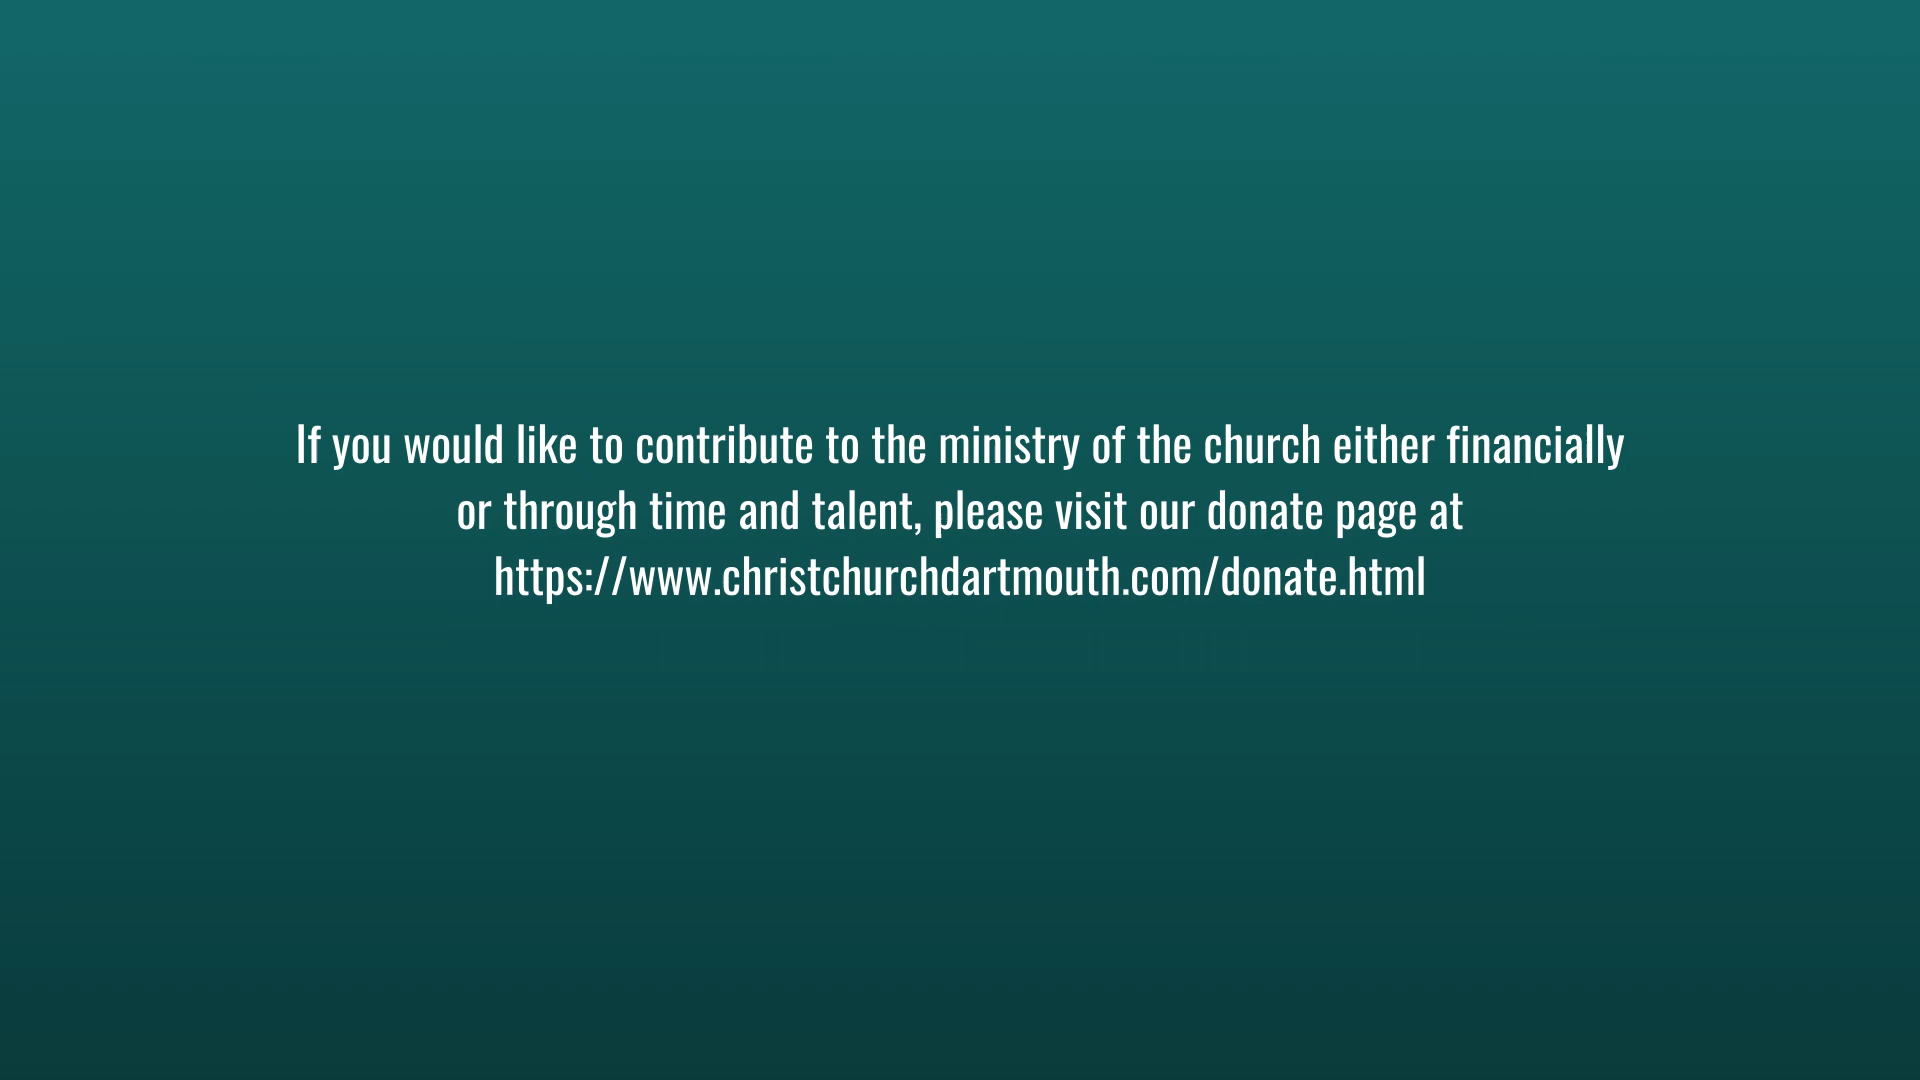 If you would like to contribute to the ministry of the church either financially
or through time and talent, please visit our donate page at
https://www.christchurchdartmouth.com/donate.html